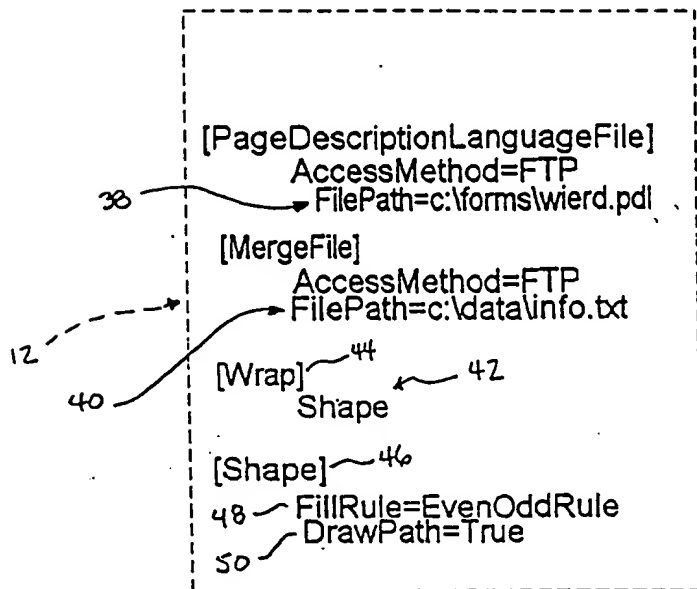 [PageDescriptionLanguageFile]
AccessMethod=FTP
38 FilePath=c:\forms\wierd.pdl
[MergeFile]
AccessMethod=FTP
FilePath=c:\data\info.txt
12
40
[Wrap] 44
42
Shape
[Shape] 46
48 FillRule=EvenOddRule
50 DrawPath=True